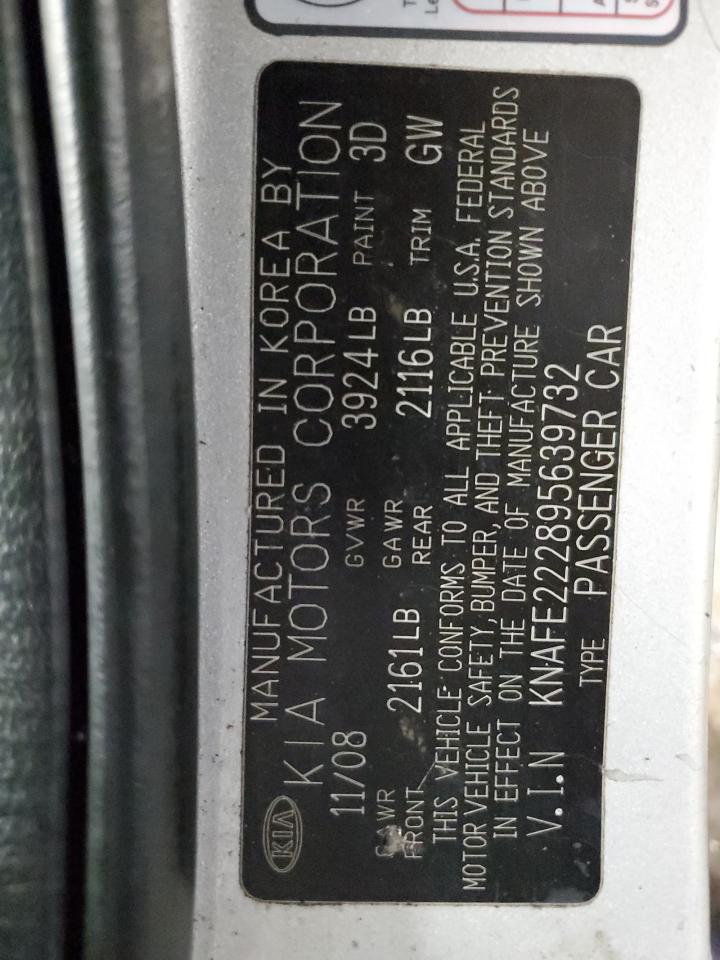 KIA
MANUFACTURED IN KOREA BY
KIA MOTORS CORPORATION
11/08 GVWR 3924LB PAINT 3D
GAWR FRONT 2161LB GAWR REAR 2116LB TRIM GW
THIS VEHICLE CONFORMS TO ALL APPLICABLE U.S.A. FEDERAL
MOTOR VEHICLE SAFETY, BUMPER, AND THEFT PREVENTION STANDARDS
IN EFFECT ON THE DATE OF MANUFACTURE SHOWN ABOVE
V.I.N KNAFE222895639732
TYPE PASSENGER CAR